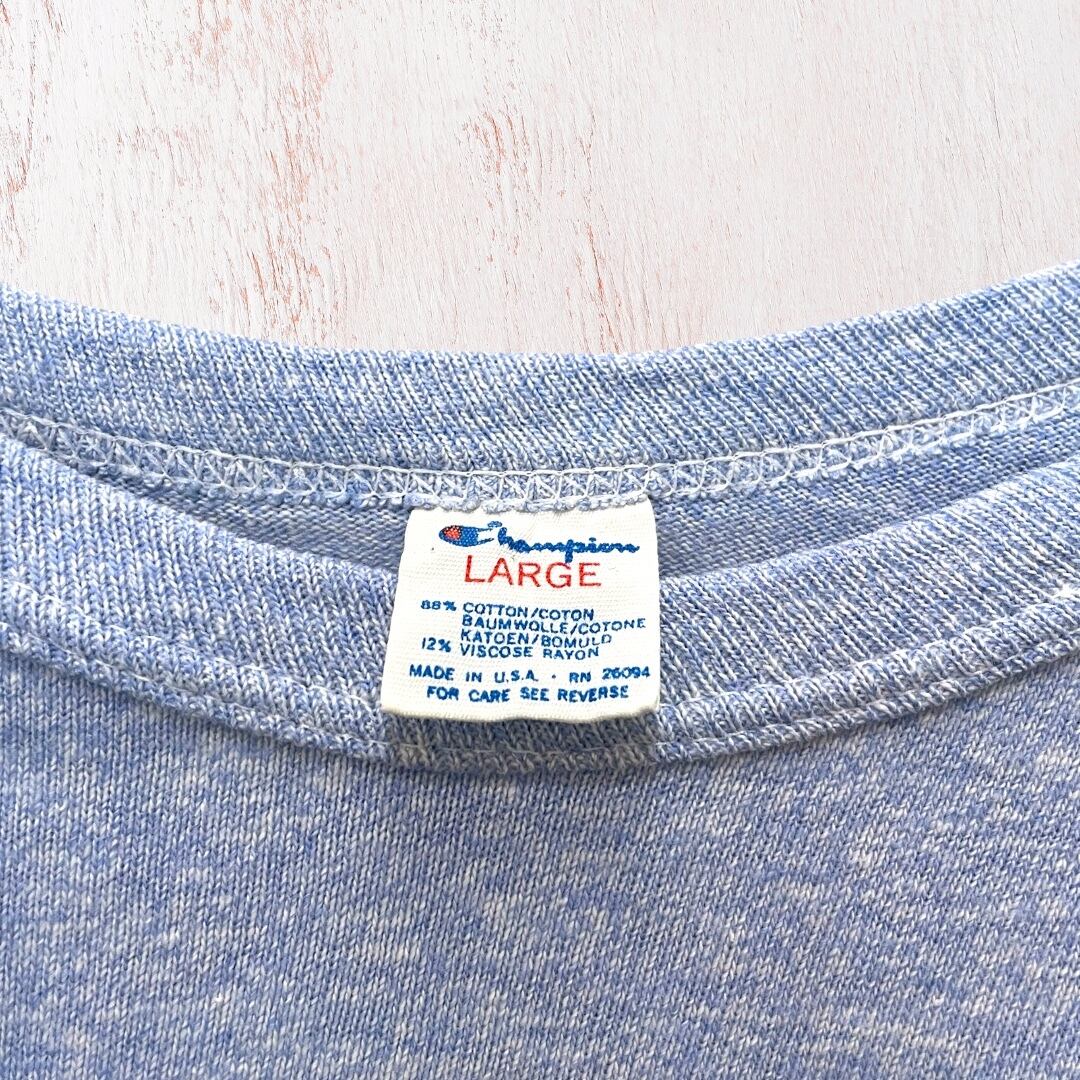 Champion
LARGE
88% COTTON/COTON
BAUMWOLLE/COTONE
KATOEN/BOMULD
12% VISCOSE RAYON
MADE IN U.S.A. · RN 26094
FOR CARE SEE REVERSE